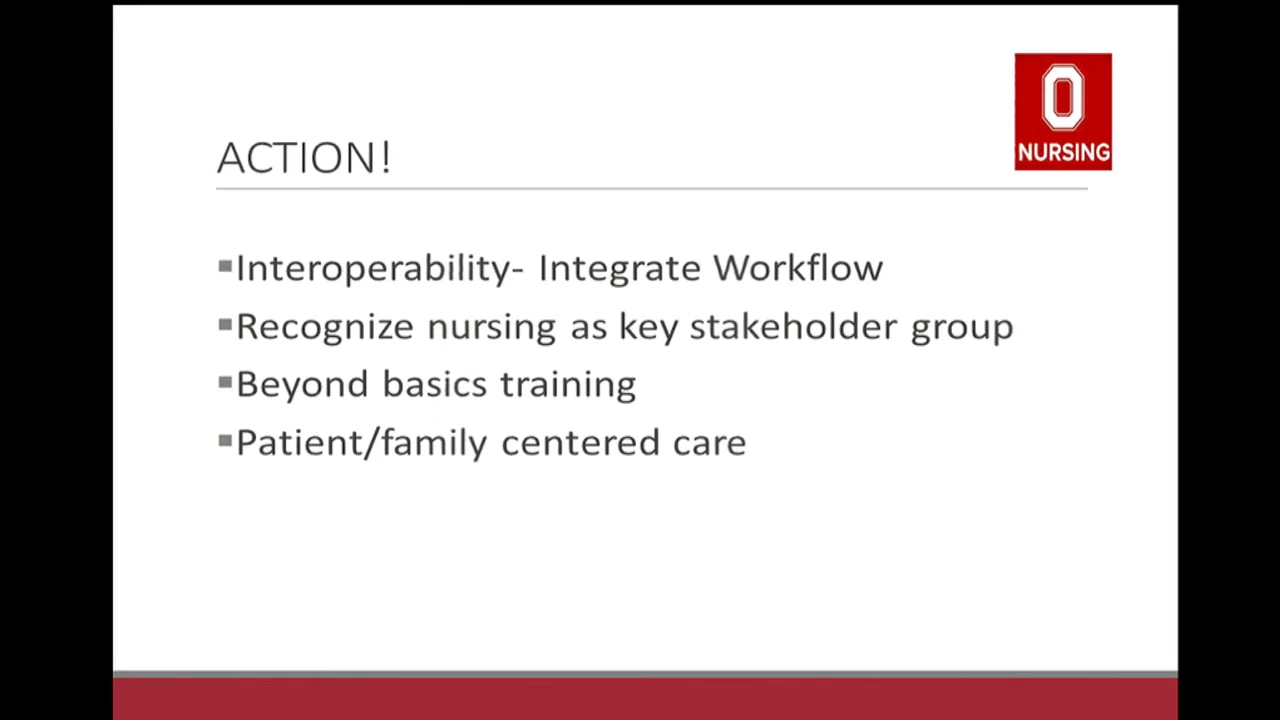 O
NURSING
ACTION!
▪Interoperability- Integrate Workflow
▪Recognize nursing as key stakeholder group
▪Beyond basics training
▪Patient/family centered care